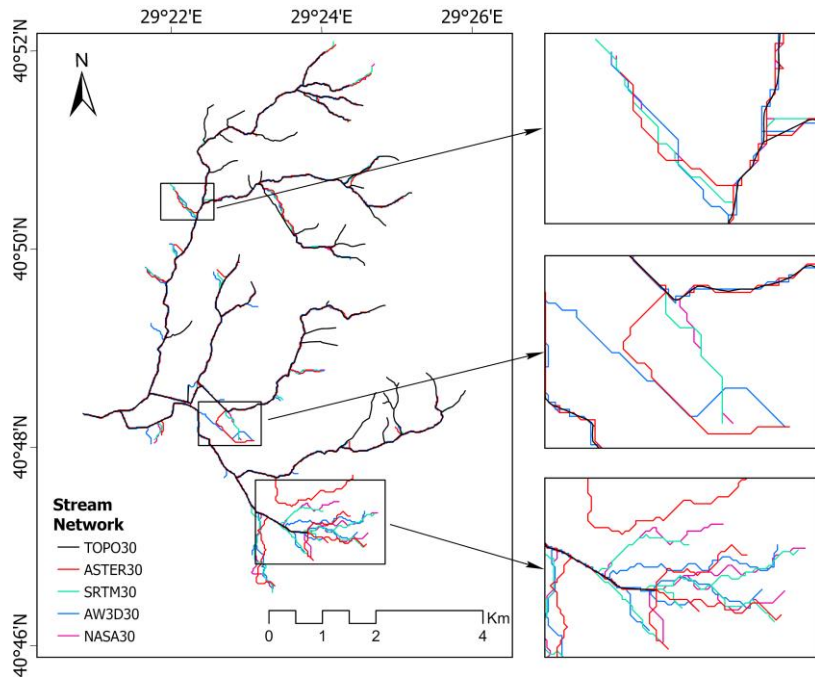 29°22'E 29°24'E 29°26'E
40°52'N
N
40°50'N
40°48'N
Stream
Network
TOPO30
ASTER30
SRTM30
AW3D30
NASA30
Km
0 1 2 4
40°46'N